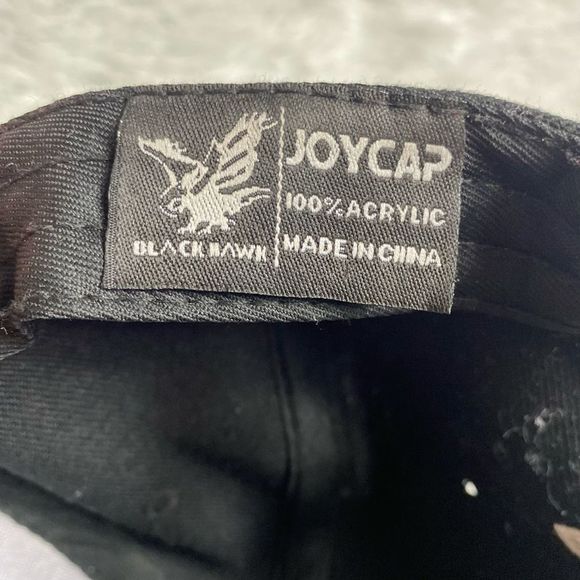 BLACK HAWK
JOYCAP
100% ACRYLIC
MADE IN CHINA